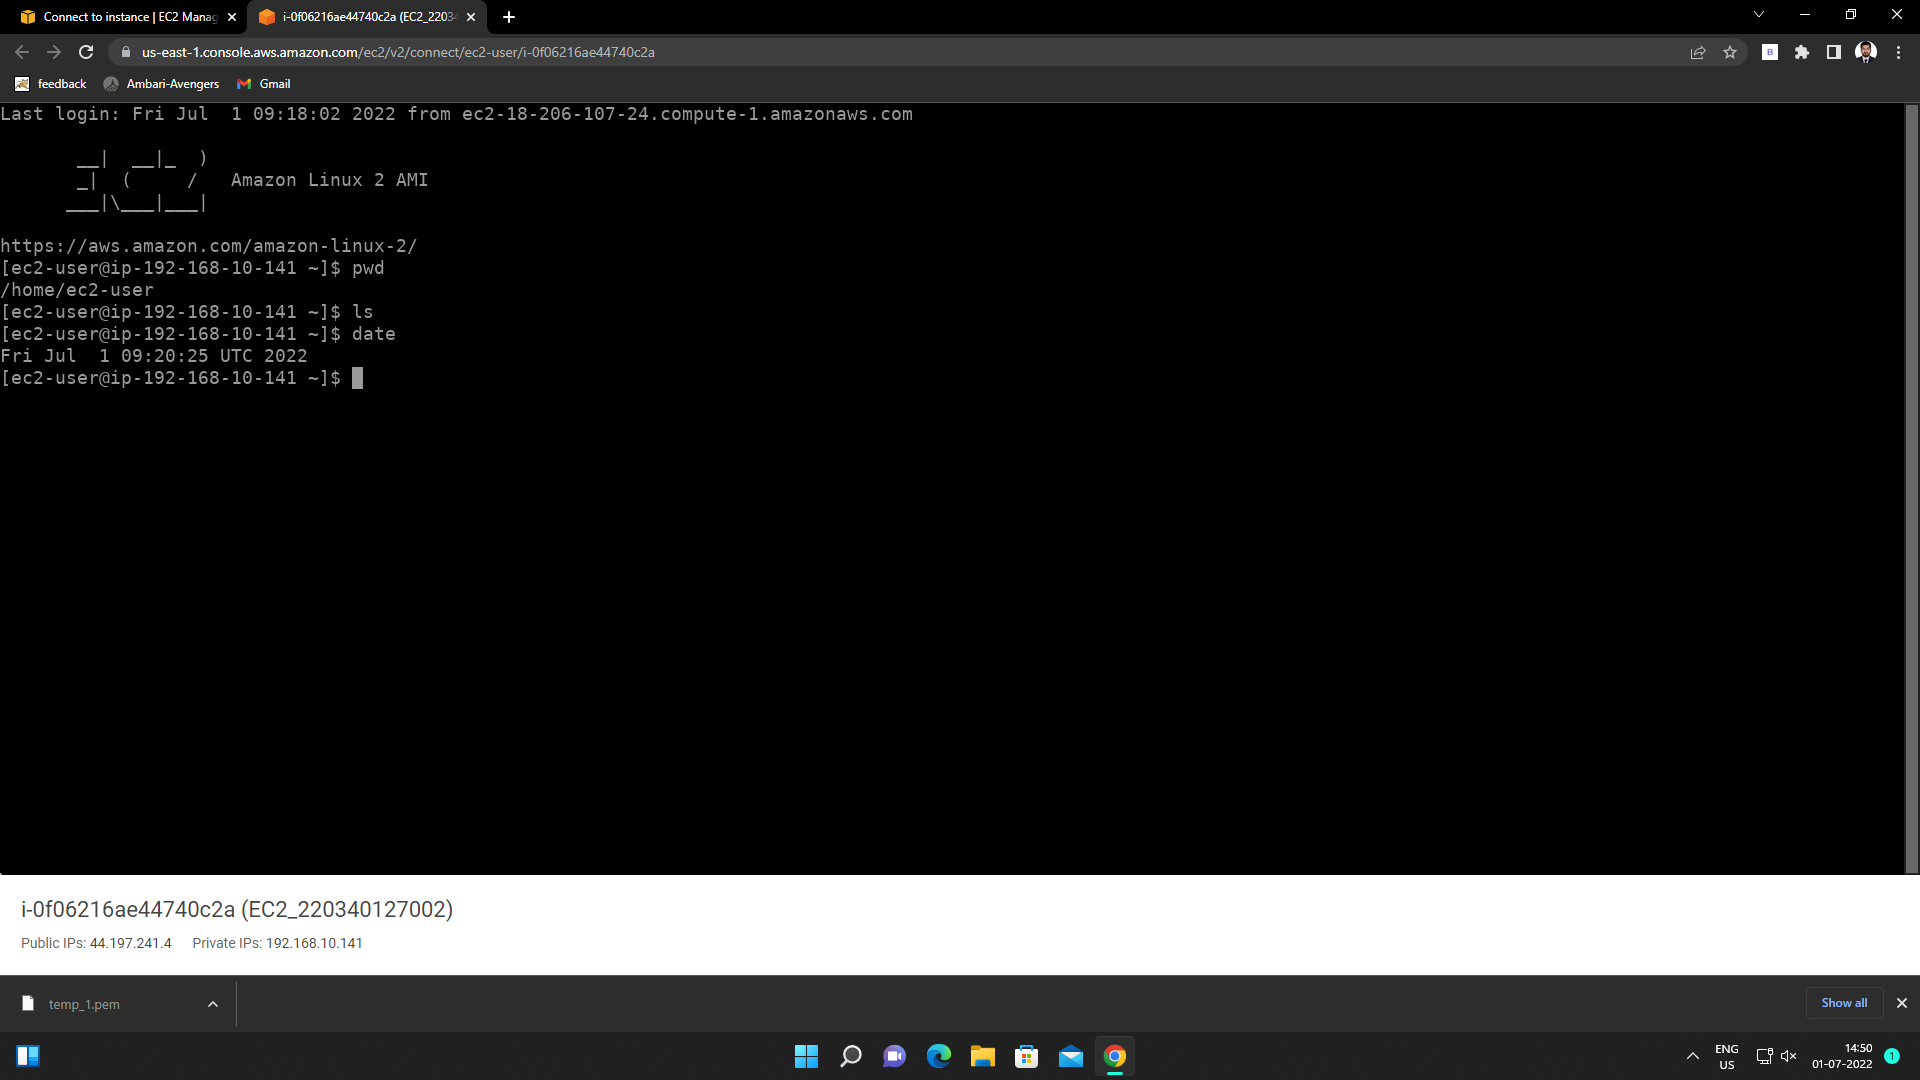 Connect to instance | EC2 Manag
i-0f06216ae44740c2a (EC2_2203
us-east-1.console.aws.amazon.com/ec2/v2/connect/ec2-user/i-0f06216ae44740c2a
B
feedback
Ambari-Avengers
Gmail
Last login: Fri Jul  1 09:18:02 2022 from ec2-18-206-107-24.compute-1.amazonaws.com
       __|  __|_  )
       _|  (     /   Amazon Linux 2 AMI
      ___|\___|___|
https://aws.amazon.com/amazon-linux-2/
[ec2-user@ip-192-168-10-141 ~]$ pwd
/home/ec2-user
[ec2-user@ip-192-168-10-141 ~]$ ls
[ec2-user@ip-192-168-10-141 ~]$ date
Fri Jul  1 09:20:25 UTC 2022
[ec2-user@ip-192-168-10-141 ~]$
i-0f06216ae44740c2a (EC2_220340127002)
Public IPs: 44.197.241.4 Private IPs: 192.168.10.141
temp_1.pem
Show all
ENG
US
14:50
01-07-2022
1